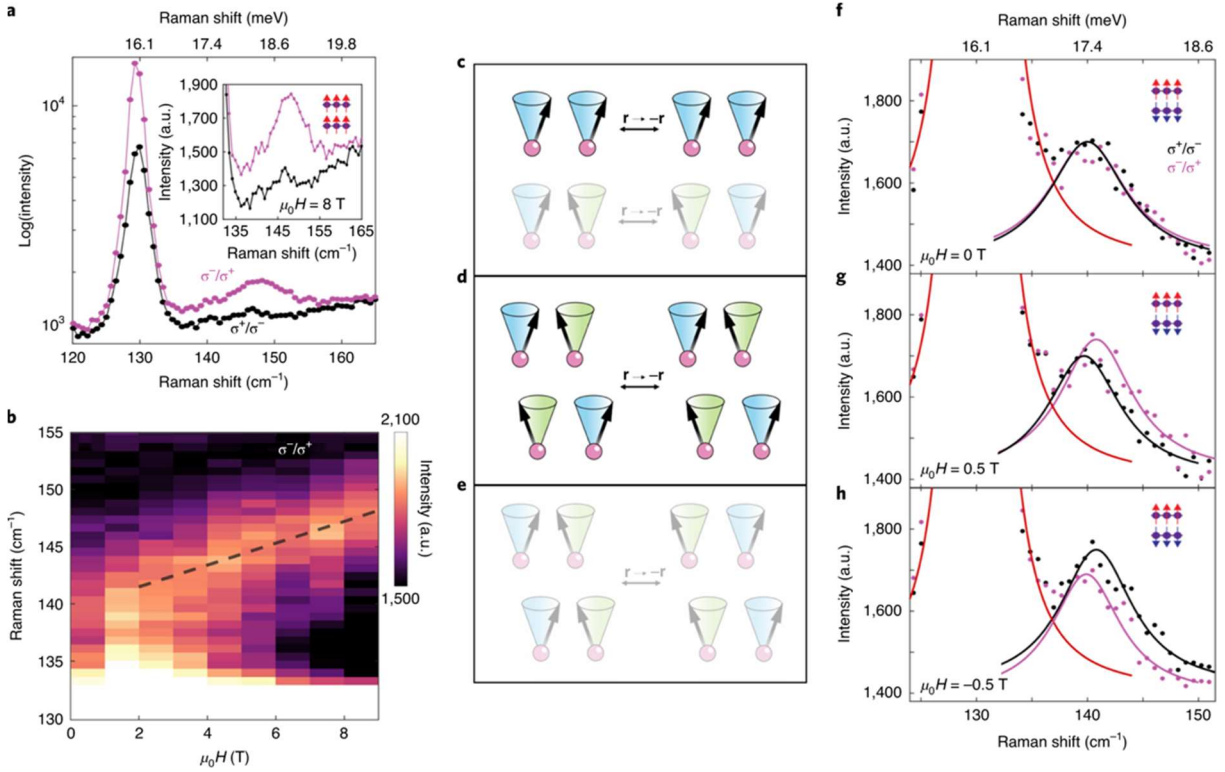 a
Raman shift (meV)
16.1 17.4 18.6 19.8
Log(intensity)
10⁴
10³
1,900
1,700
1,500
1,300
1,100
Intensity (a.u.)
μ₀H = 8 T
135 145 155 165
Raman shift (cm⁻¹)
σ⁻/σ⁺
σ⁺/σ⁻
120 130 140 150 160
Raman shift (cm⁻¹)
b
σ⁻/σ⁺
155
150
145
140
135
130
Raman shift (cm⁻¹)
0 2 4 6 8
μ₀H (T)
2,100
Intensity (a.u.)
1,500
c
r → −r
r → −r
d
r → −r
e
r → −r
f
Raman shift (meV)
16.1 17.4 18.6
1,800
1,600
1,400
Intensity (a.u.)
σ⁺/σ⁻
σ⁻/σ⁺
μ₀H = 0 T
g
1,800
1,600
1,400
Intensity (a.u.)
μ₀H = 0.5 T
h
1,800
1,600
1,400
Intensity (a.u.)
μ₀H = −0.5 T
130 140 150
Raman shift (cm⁻¹)